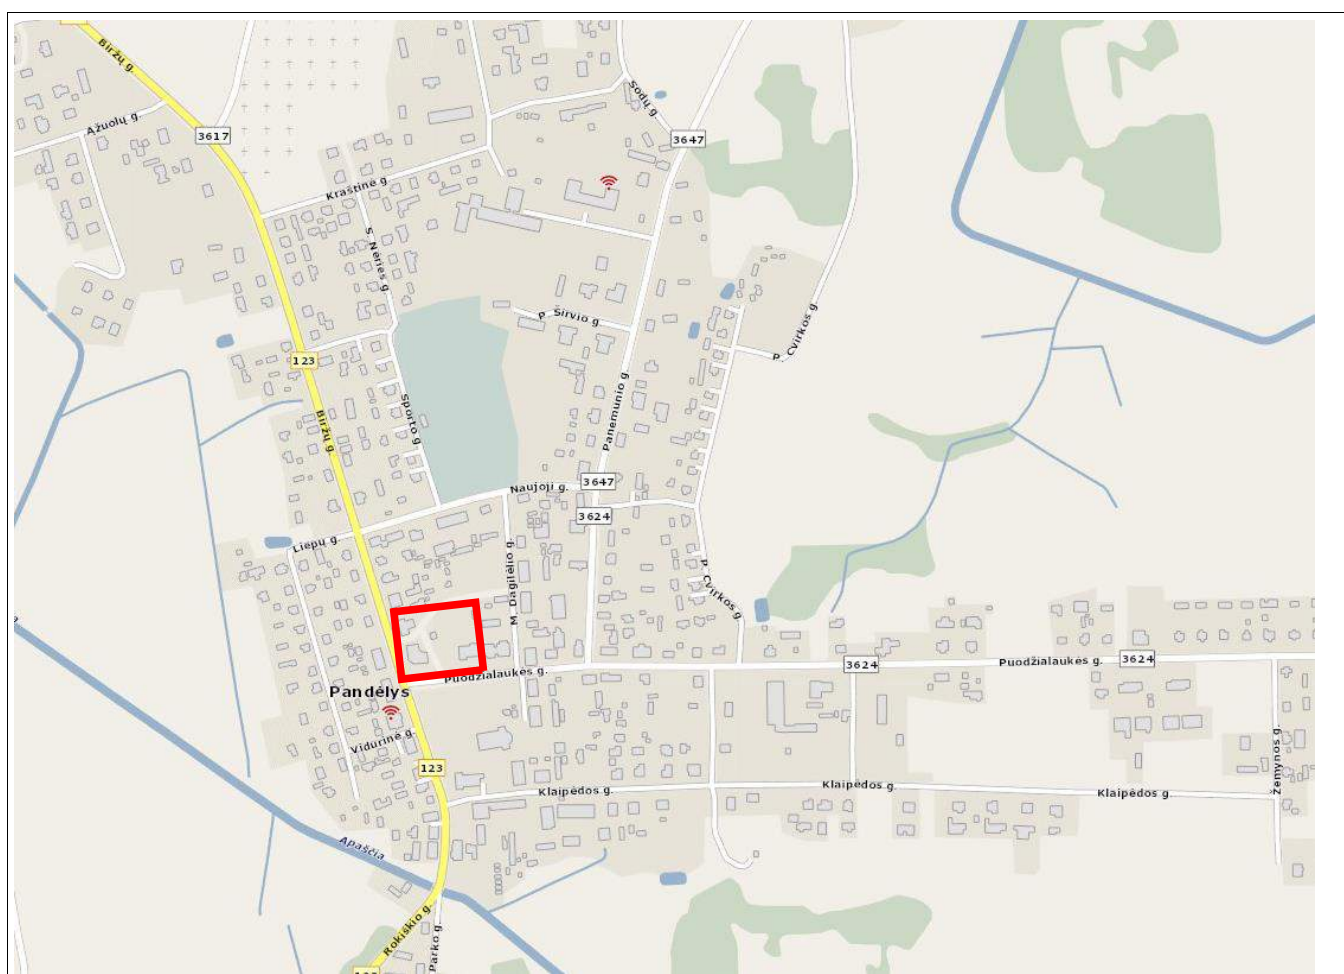 Biržų g.
Sodų g.
Ąžuolų g.
3617
3647
Kraštinė g.
S. Nėries g.
P. Širvio g.
P. Cvirkos g.
123
Panemunio g.
Sporto g.
Biržų g.
Naujoji g.
3647
3624
Liepų g.
M. Dagilėlio g.
P. Cvirkos g.
Puodžialaukės g.
3624
Puodžialaukės g.
3624
Pandėlys
Vidurinė g.
Žemynos g.
123
Klaipėdos g.
Klaipėdos g.
Klaipėdos g.
Apaščia
Rokiškio g.
Parko g.